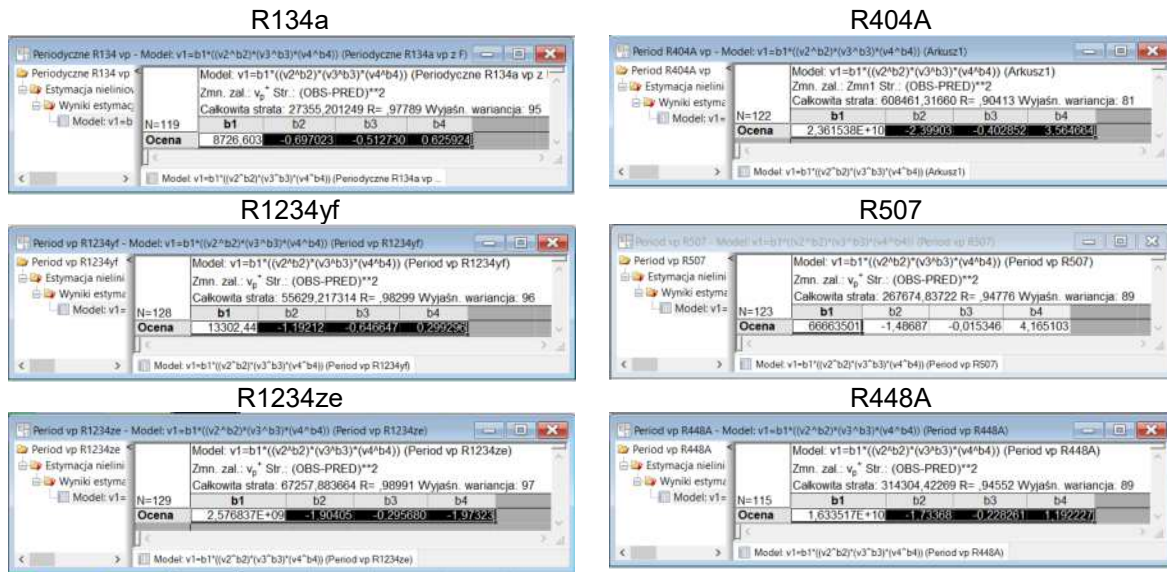 R134a
Periodyczne R134 vp - Model: v1=b1*((v2^b2)*(v3^b3)*(v4^b4)) (Periodyczne R134a vp z F)
Periodyczne R134 vp
Estymacja nieliniow
Wyniki estymac
Model: v1=b
Model: v1=b1*((v2^b2)*(v3^b3)*(v4^b4)) (Periodyczne R134a vp z
Zmn. zal.: vp+ Str.: (OBS-PRED)**2
Całkowita strata: 27355,201249 R= ,97789 Wyjaśn. wariancja: 95
N=119 b1 b2 b3 b4
Ocena 8726,603 -0,697023 -0,512730 0,625924
Model: v1=b1*((v2^b2)*(v3^b3)*(v4^b4)) (Periodyczne R134a vp ...
R404A
Period R404A vp - Model: v1=b1*((v2^b2)*(v3^b3)*(v4^b4)) (Arkusz1)
Period R404A vp
Estymacja nielini
Wyniki estyma
Model: v1=
Model: v1=b1*((v2^b2)*(v3^b3)*(v4^b4)) (Arkusz1)
Zmn. zal.: Zmn1 Str.: (OBS-PRED)**2
Całkowita strata: 608461,31660 R= ,90413 Wyjaśn. wariancja: 81
N=122 b1 b2 b3 b4
Ocena 2,361538E+10 -2,39903 -0,402852 3,564664
Model: v1=b1*((v2^b2)*(v3^b3)*(v4^b4)) (Arkusz1)
R1234yf
Period vp R1234yf - Model: v1=b1*((v2^b2)*(v3^b3)*(v4^b4)) (Period vp R1234yf)
Period vp R1234yf
Estymacja nielini
Wyniki estyma
Model: v1=
Model: v1=b1*((v2^b2)*(v3^b3)*(v4^b4)) (Period vp R1234yf)
Zmn. zal.: vp+ Str.: (OBS-PRED)**2
Całkowita strata: 55629,217314 R= ,98299 Wyjaśn. wariancja: 96
N=128 b1 b2 b3 b4
Ocena 13302,44 -1,19212 -0,646647 0,299296
Model: v1=b1*((v2^b2)*(v3^b3)*(v4^b4)) (Period vp R1234yf)
R507
Period vp R507 - Model: v1=b1*((v2^b2)*(v3^b3)*(v4^b4)) (Period vp R507)
Period vp R507
Estymacja nielini
Wyniki estyma
Model: v1=
Model: v1=b1*((v2^b2)*(v3^b3)*(v4^b4)) (Period vp R507)
Zmn. zal.: vp+ Str.: (OBS-PRED)**2
Całkowita strata: 267674,83722 R= ,94776 Wyjaśn. wariancja: 89
N=123 b1 b2 b3 b4
Ocena 66663501 -1,48687 -0,015346 4,165103
Model: v1=b1*((v2^b2)*(v3^b3)*(v4^b4)) (Period vp R507)
R1234ze
Period vp R1234ze - Model: v1=b1*((v2^b2)*(v3^b3)*(v4^b4)) (Period vp R1234ze)
Period vp R1234ze
Estymacja nielini
Wyniki estyma
Model: v1=
Model: v1=b1*((v2^b2)*(v3^b3)*(v4^b4)) (Period vp R1234ze)
Zmn. zal.: vp+ Str.: (OBS-PRED)**2
Całkowita strata: 67257,883664 R= ,98991 Wyjaśn. wariancja: 97
N=129 b1 b2 b3 b4
Ocena 2,576837E+09 -1,90405 -0,295680 -1,97323
Model: v1=b1*((v2^b2)*(v3^b3)*(v4^b4)) (Period vp R1234ze)
R448A
Period vp R448A - Model: v1=b1*((v2^b2)*(v3^b3)*(v4^b4)) (Period vp R448A)
Period vp R448A
Estymacja nielini
Wyniki estyma
Model: v1=
Model: v1=b1*((v2^b2)*(v3^b3)*(v4^b4)) (Period vp R448A)
Zmn. zal.: vp+ Str.: (OBS-PRED)**2
Całkowita strata: 314304,42269 R= ,94552 Wyjaśn. wariancja: 89
N=115 b1 b2 b3 b4
Ocena 1,633517E+10 -1,73368 -0,228261 1,192227
Model: v1=b1*((v2^b2)*(v3^b3)*(v4^b4)) (Period vp R448A)